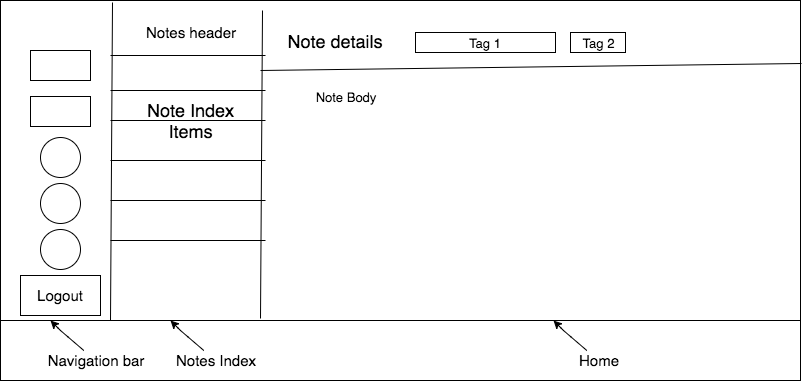 Notes header
Note details
Tag 1
Tag 2
Note Body
Note Index
Items
Logout
Navigation bar
Notes Index
Home